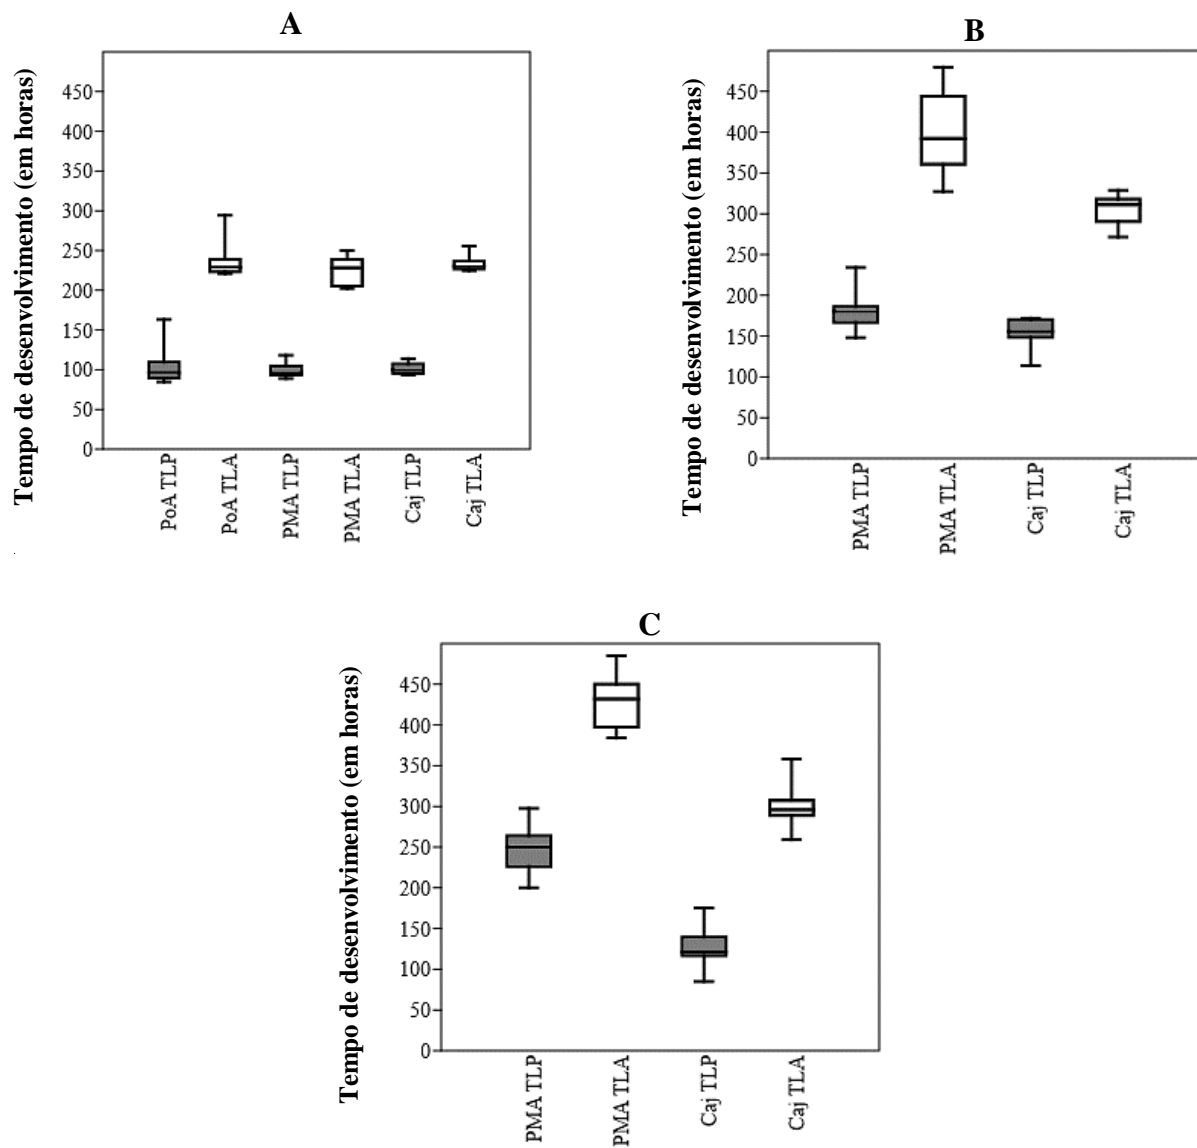 A
Tempo de desenvolvimento (em horas)
450
400
350
300
250
200
150
100
50
0
PoA TLP
PoA TLA
PMA TLP
PMA TLA
Caj TLP
Caj TLA
B
Tempo de desenvolvimento (em horas)
450
400
350
300
250
200
150
100
50
0
PMA TLP
PMA TLA
Caj TLP
Caj TLA
C
Tempo de desenvolvimento (em horas)
450
400
350
300
250
200
150
100
50
0
PMA TLP
PMA TLA
Caj TLP
Caj TLA